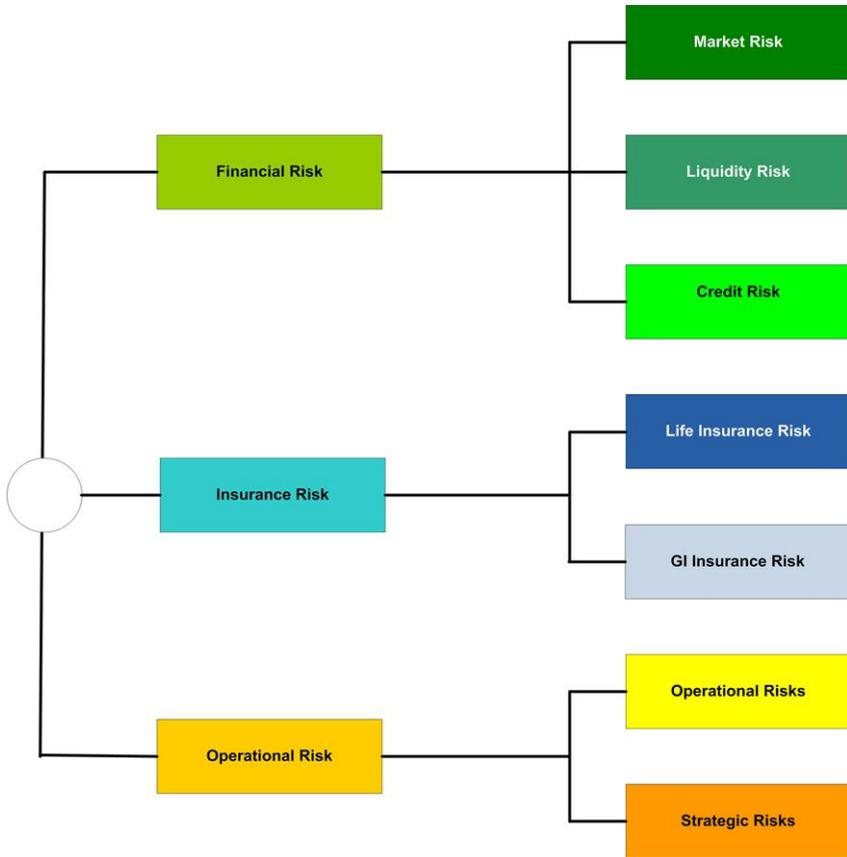 Market Risk
Financial Risk
Liquidity Risk
Credit Risk
Life Insurance Risk
Insurance Risk
GI Insurance Risk
Operational Risks
Operational Risk
Strategic Risks